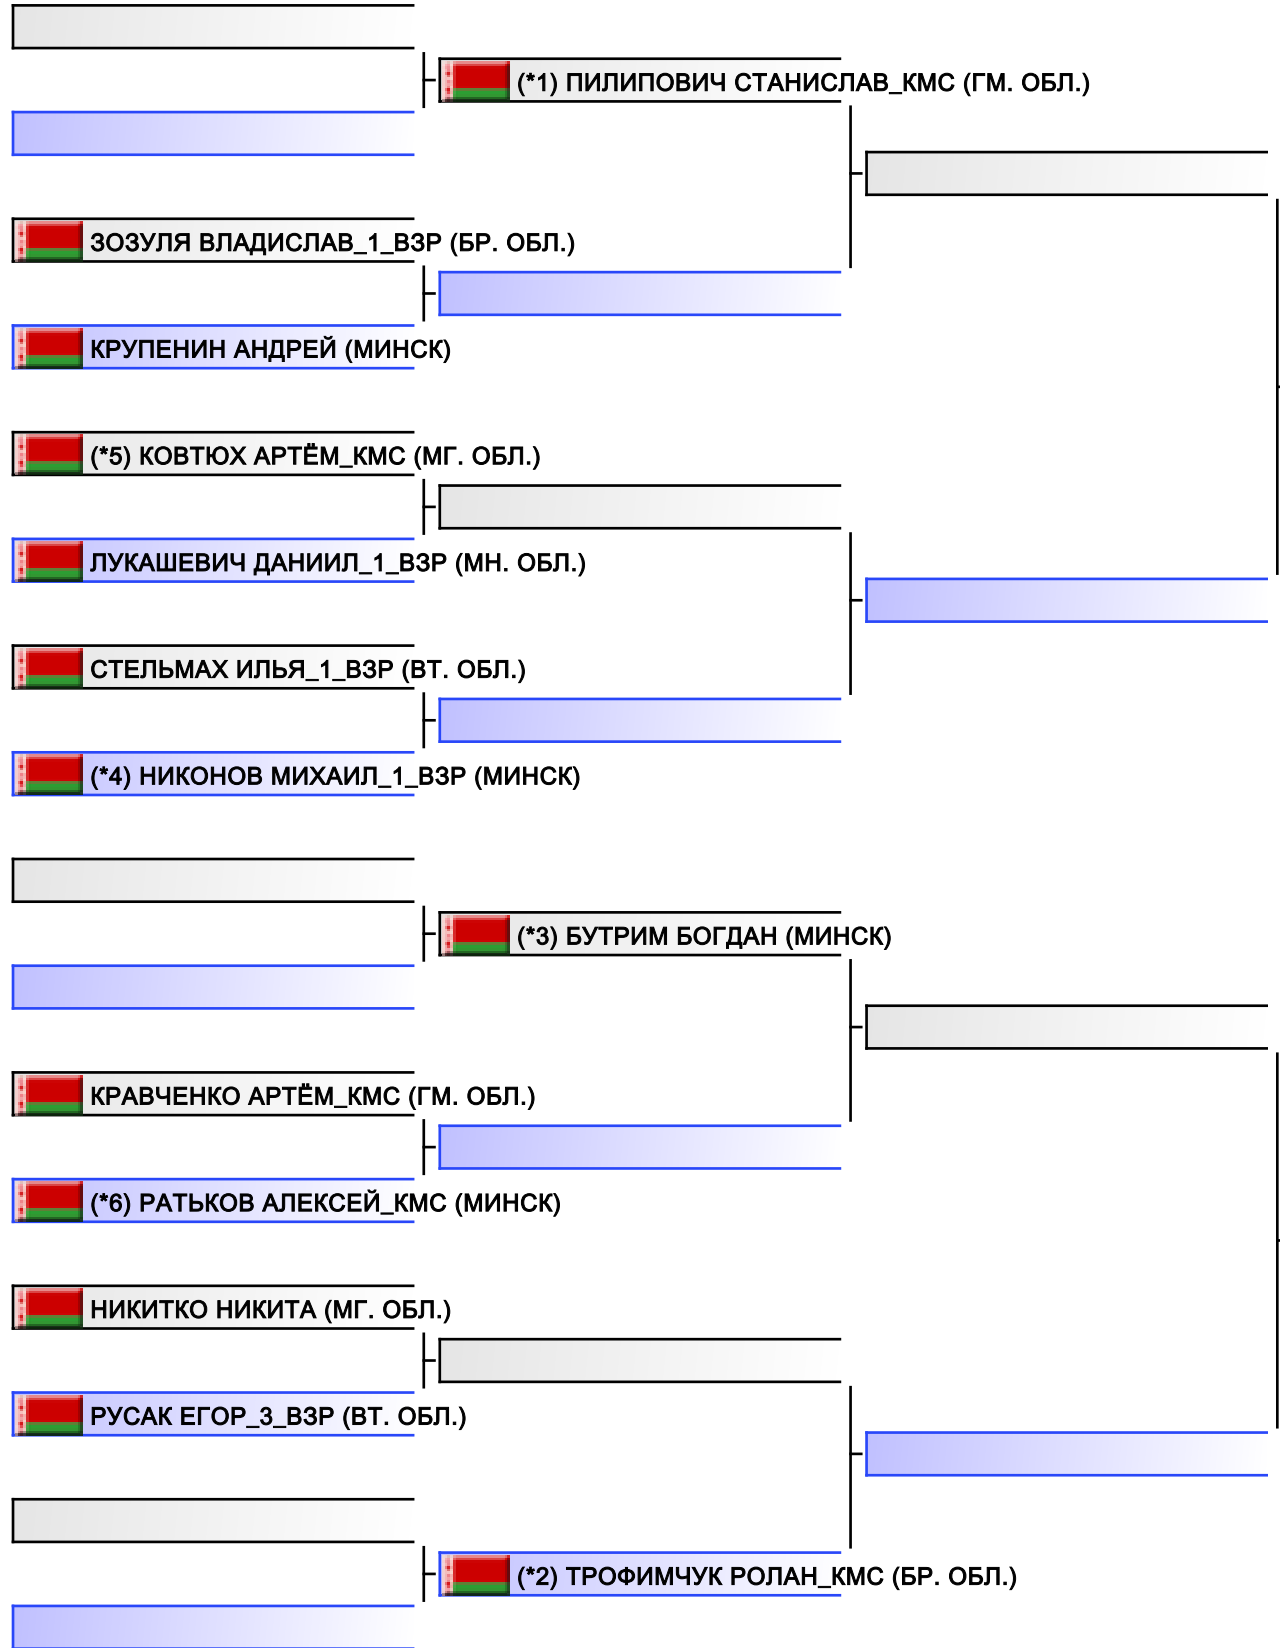 (*1) ПИЛИПОВИЧ СТАНИСЛАВ_КМС (ГМ. ОБЛ.)
ЗОЗУЛЯ ВЛАДИСЛАВ_1_ВЗР (БР. ОБЛ.)
КРУПЕНИН АНДРЕЙ (МИНСК)
(*5) КОВТЮХ АРТЁМ_КМС (МГ. ОБЛ.)
ЛУКАШЕВИЧ ДАНИИЛ_1_ВЗР (МН. ОБЛ.)
СТЕЛЬМАХ ИЛЬЯ_1_ВЗР (ВТ. ОБЛ.)
(*4) НИКОНОВ МИХАИЛ_1_ВЗР (МИНСК)
(*3) БУТРИМ БОГДАН (МИНСК)
КРАВЧЕНКО АРТЁМ_КМС (ГМ. ОБЛ.)
(*6) РАТЬКОВ АЛЕКСЕЙ_КМС (МИНСК)
НИКИТКО НИКИТА (МГ. ОБЛ.)
РУСАК ЕГОР_3_ВЗР (ВТ. ОБЛ.)
(*2) ТРОФИМЧУК РОЛАН_КМС (БР. ОБЛ.)